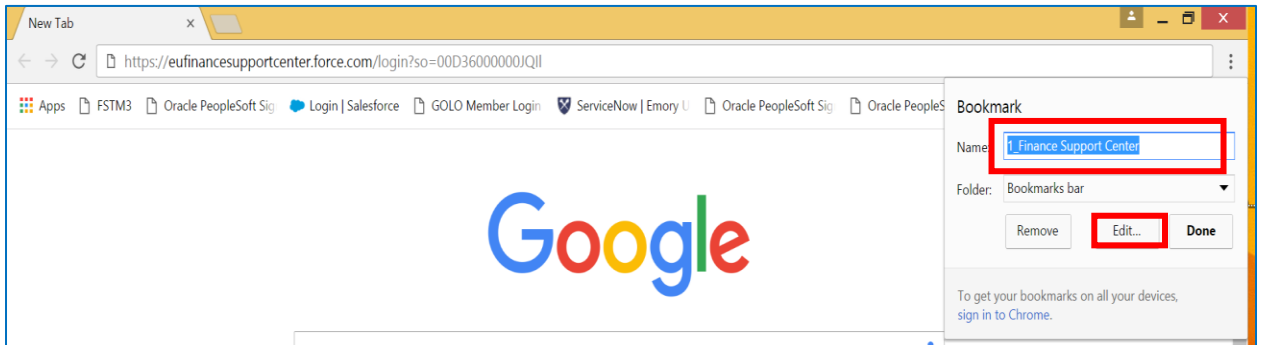 New Tab
https://eufinancesupportcenter.force.com/login?so=00D36000000JQIl
Apps FSTM3 Oracle PeopleSoft Sig Login | Salesforce GOLO Member Login ServiceNow | Emory U Oracle PeopleSoft Sig Oracle PeopleS
Bookmark
Name: 1_Finance Support Center
Folder: Bookmarks bar
Remove Edit... Done
Google
To get your bookmarks on all your devices,
sign in to Chrome.